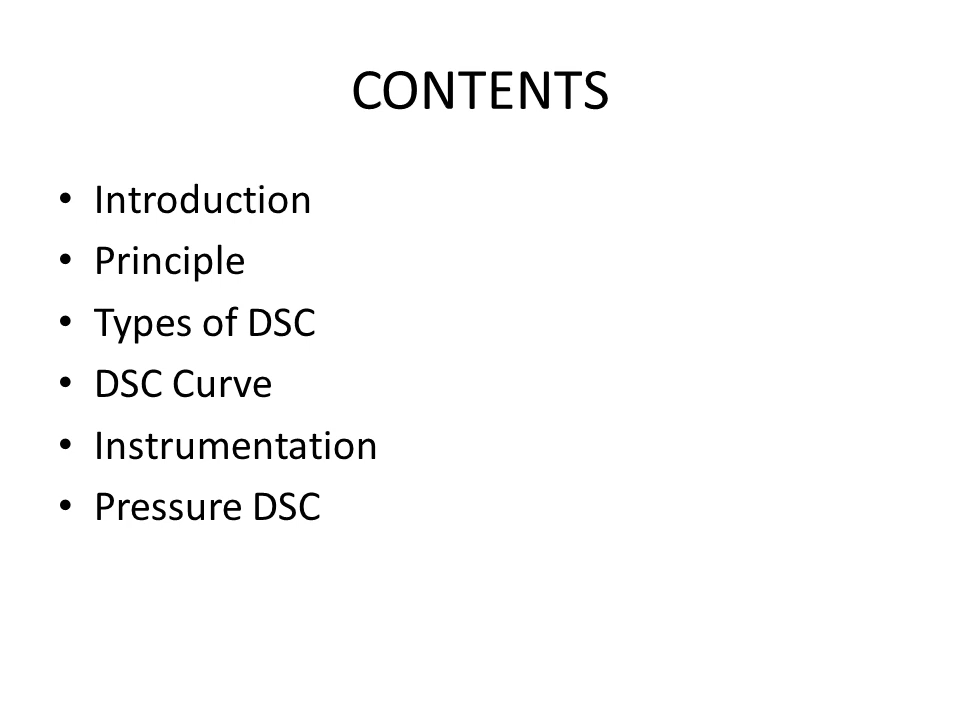 CONTENTS
• Introduction
• Principle
• Types of DSC
• DSC Curve
• Instrumentation
• Pressure DSC